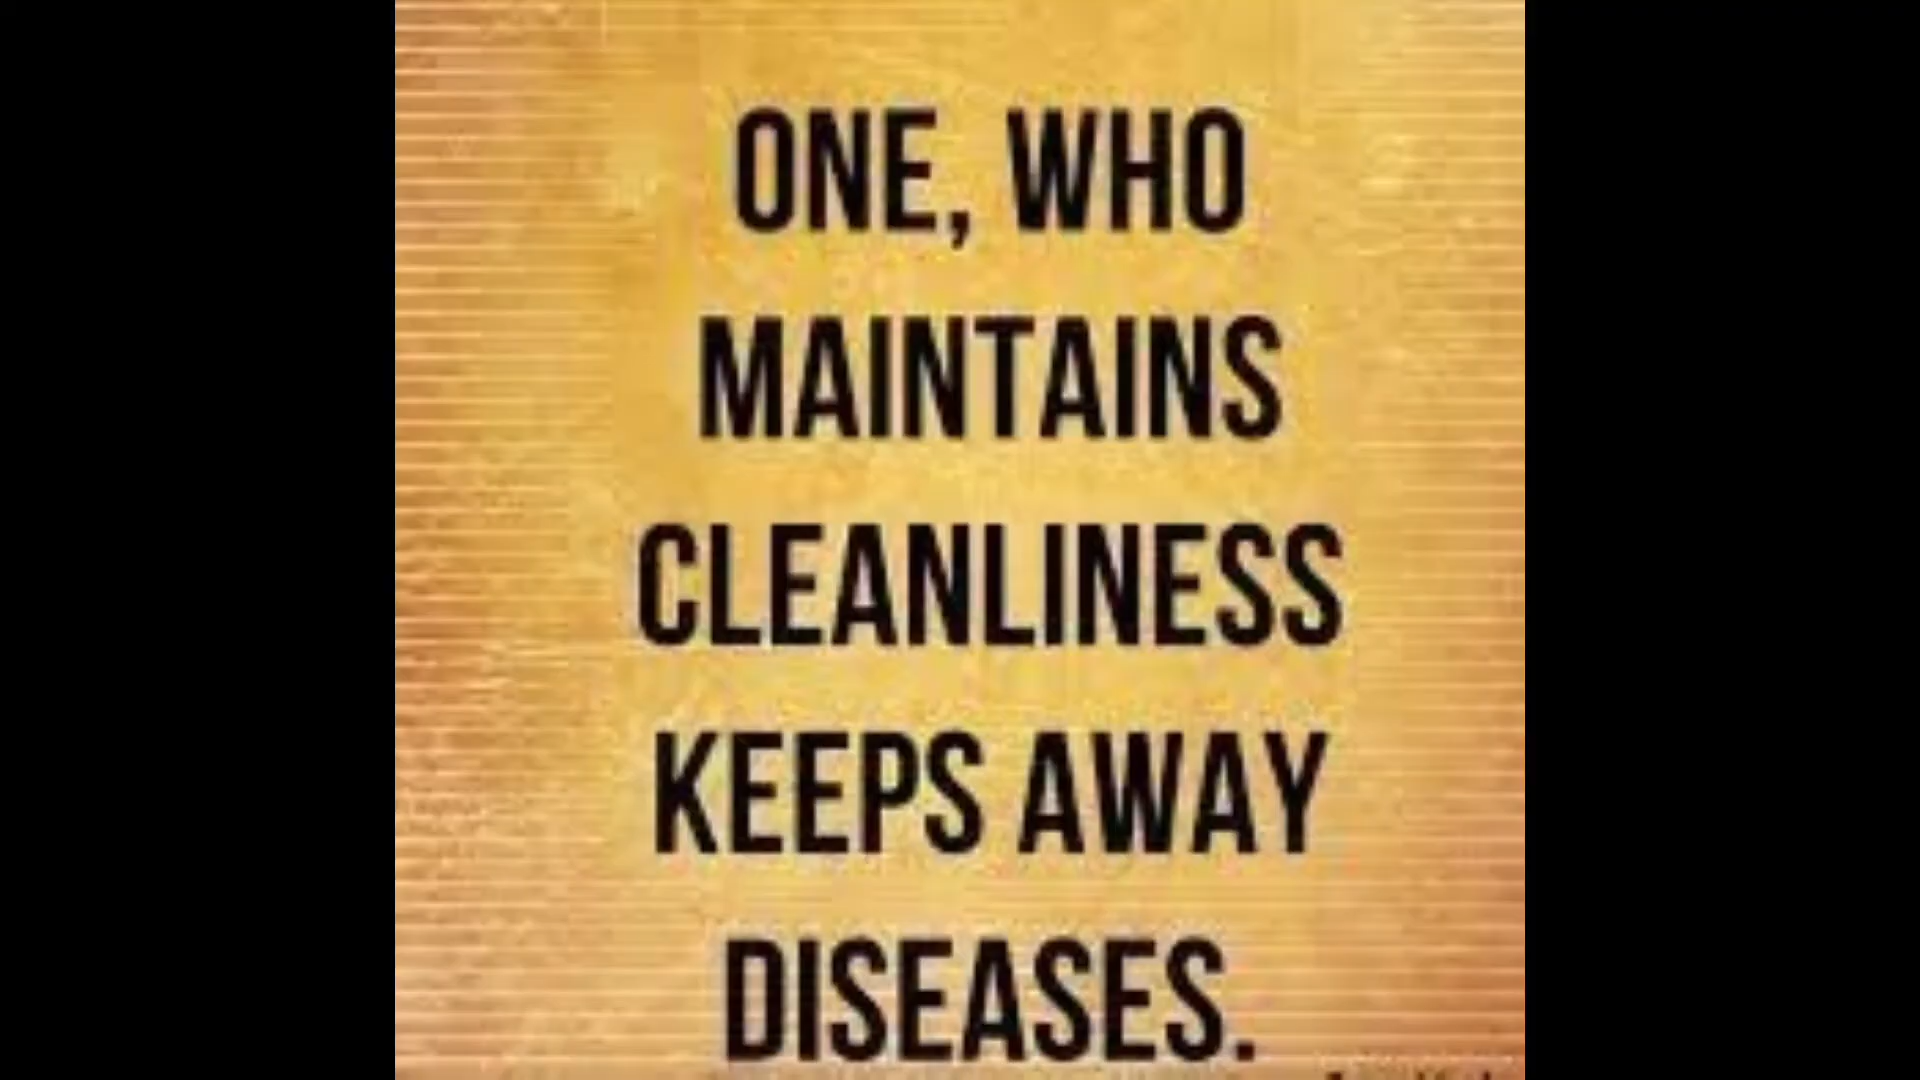 ONE, WHO
MAINTAINS
CLEANLINESS
KEEPS AWAY
DISEASES.